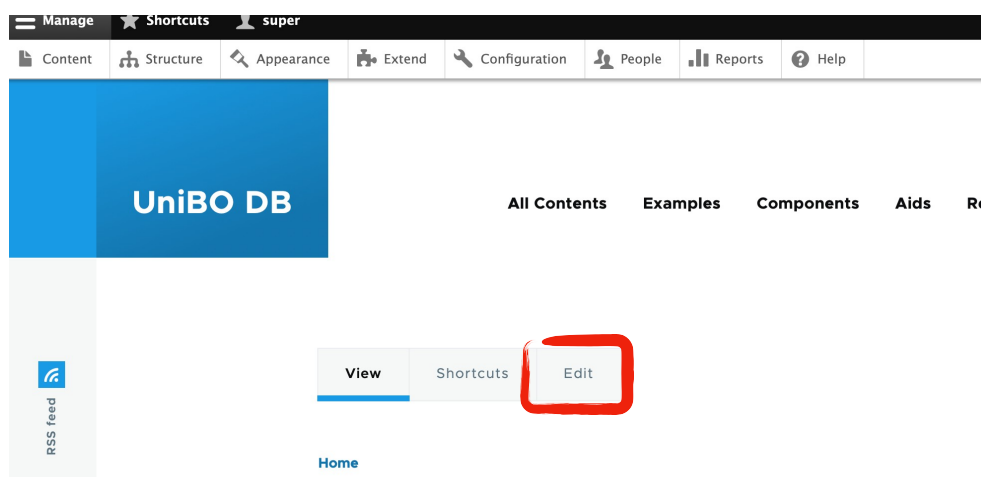 Manage Shortcuts super
Content Structure Appearance Extend Configuration People Reports Help
UniBO DB
All Contents Examples Components Aids
View Shortcuts Edit
RSS feed
Home